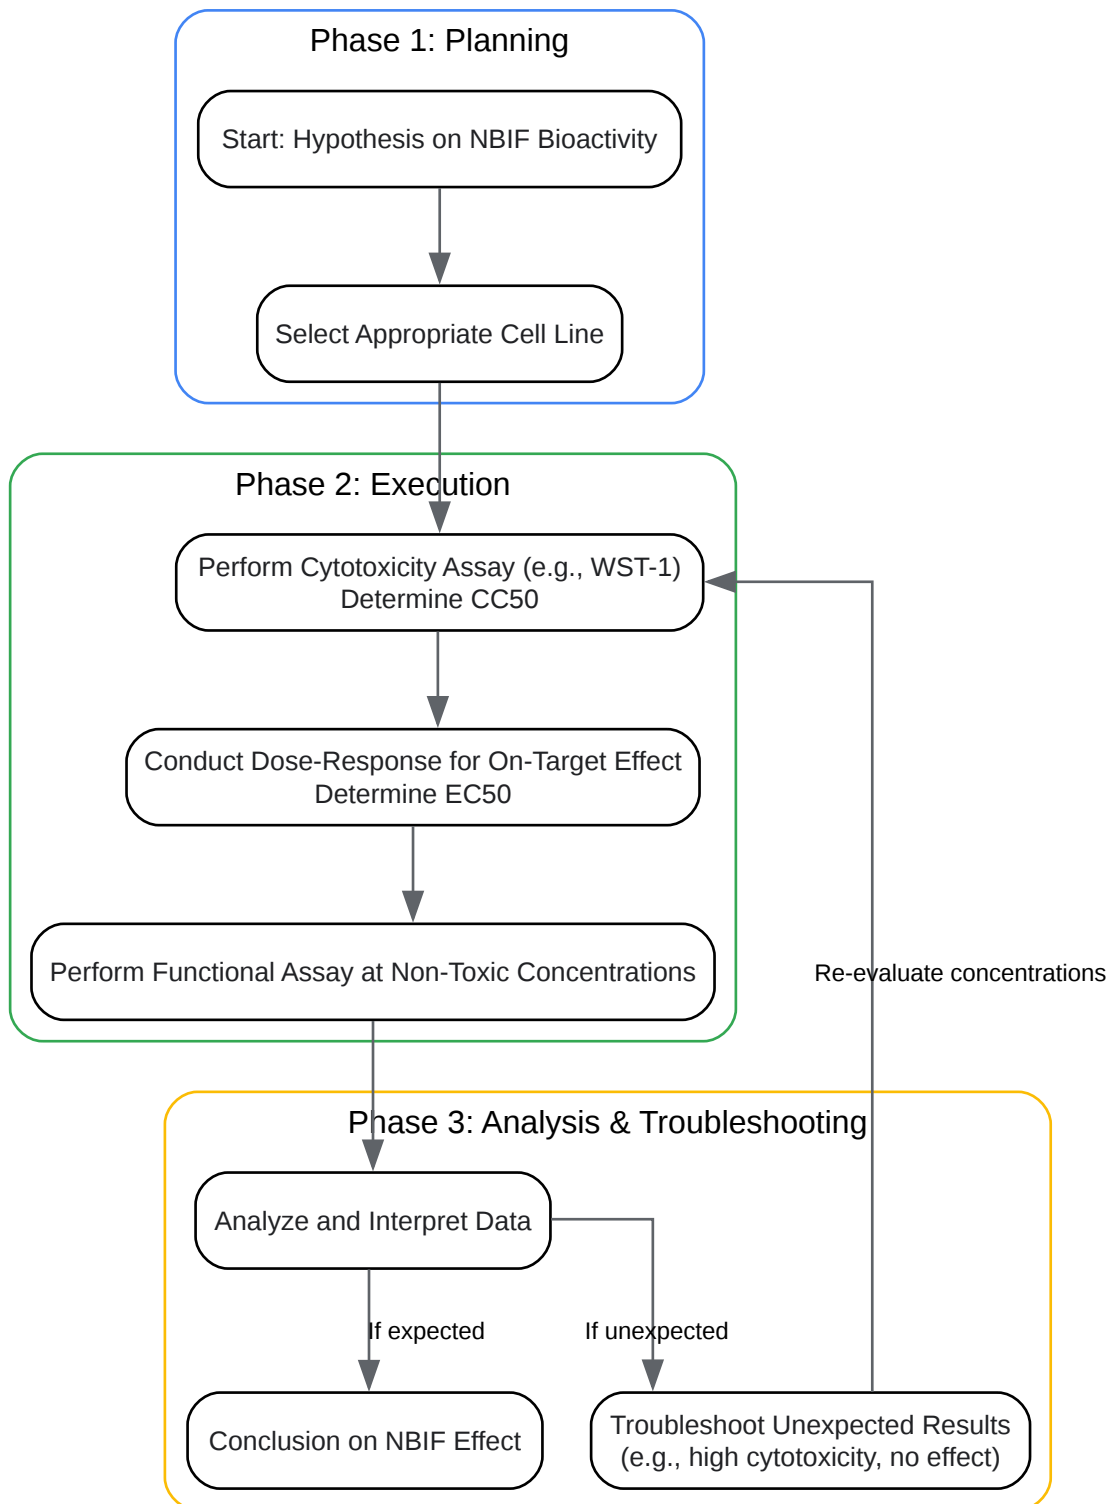 Phase 1: Planning
Start: Hypothesis on NBIF Bioactivity
Select Appropriate Cell Line
Phase 2: Execution
Perform Cytotoxicity Assay (e.g., WST-1)
Determine CC50
Conduct Dose-Response for On-Target Effect
Determine EC50
Perform Functional Assay at Non-Toxic Concentrations
Re-evaluate concentrations
Phase 3: Analysis & Troubleshooting
Analyze and Interpret Data
If expected
If unexpected
Conclusion on NBIF Effect
Troubleshoot Unexpected Results
(e.g., high cytotoxicity, no effect)